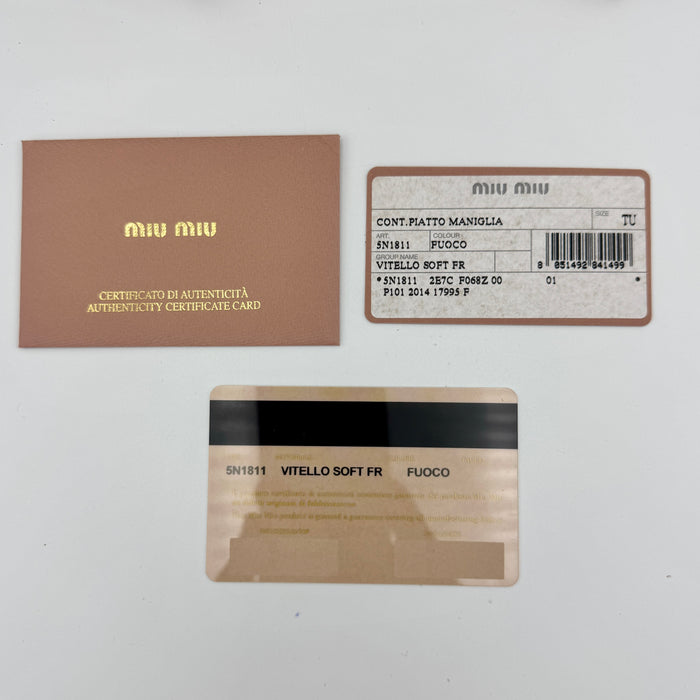 MIU MIU
CERTIFICATO DI AUTENTICITÀ
AUTHENTICITY CERTIFICATE CARD
MIU MIU
CONT.PIATTO MANIGLIA
SIZE
TU
ART.
COLOUR
5N1811
FUOCO
GROUP NAME
VITELLO SOFT FR
8 051492 841499
*5N1811 2E7C F068Z 00 01 *
P101 2014 17995 F
5N1811 VITELLO SOFT FR FUOCO